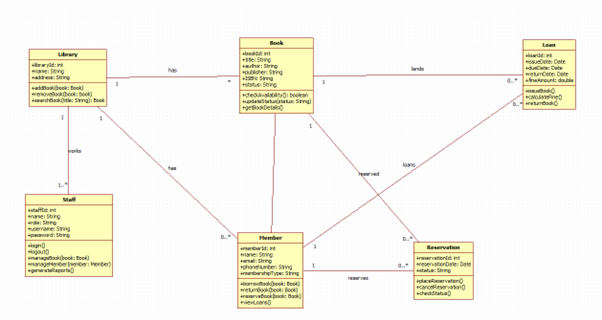 Library
+libraryId: int
+name: String
+address: String
+addBook(book: Book)
+removeBook(book: book)
+searchBook(title: String): Book
Book
+bookId: int
+title: String
+author: String
+publisher: String
+ISBN: String
+status: String
+checkAvailability(): boolean
+updateStatus(status: String)
+getBookDetails()
Loan
+loanId: int
+issueDate: Date
+dueDate: Date
+returnDate: Date
+fineAmount: double
+issueBook()
+calculateFine()
+returnBook()
1
has
*
1
lends
0..*
0..*
1
1
1
works
has
reserved
loans
1..*
Staff
+staffId: int
+name: String
+role: String
+username: String
+password: String
+login()
+logout()
+manageBook(book: Book)
+manageMember(member: Member)
+generateReports()
0..*
Member
+memberId: int
+name: String
+email: String
+phoneNumber: String
+membershipType: String
+borrowBook(book: Book)
+returnBook(book: Book)
+reserveBook(book: Book)
+viewLoans()
1
1
reserves
0..*
0..*
Reservation
+reservationId: int
+reservationDate: Date
+status: String
+placeReservation()
+cancelReservation()
+checkStatus()